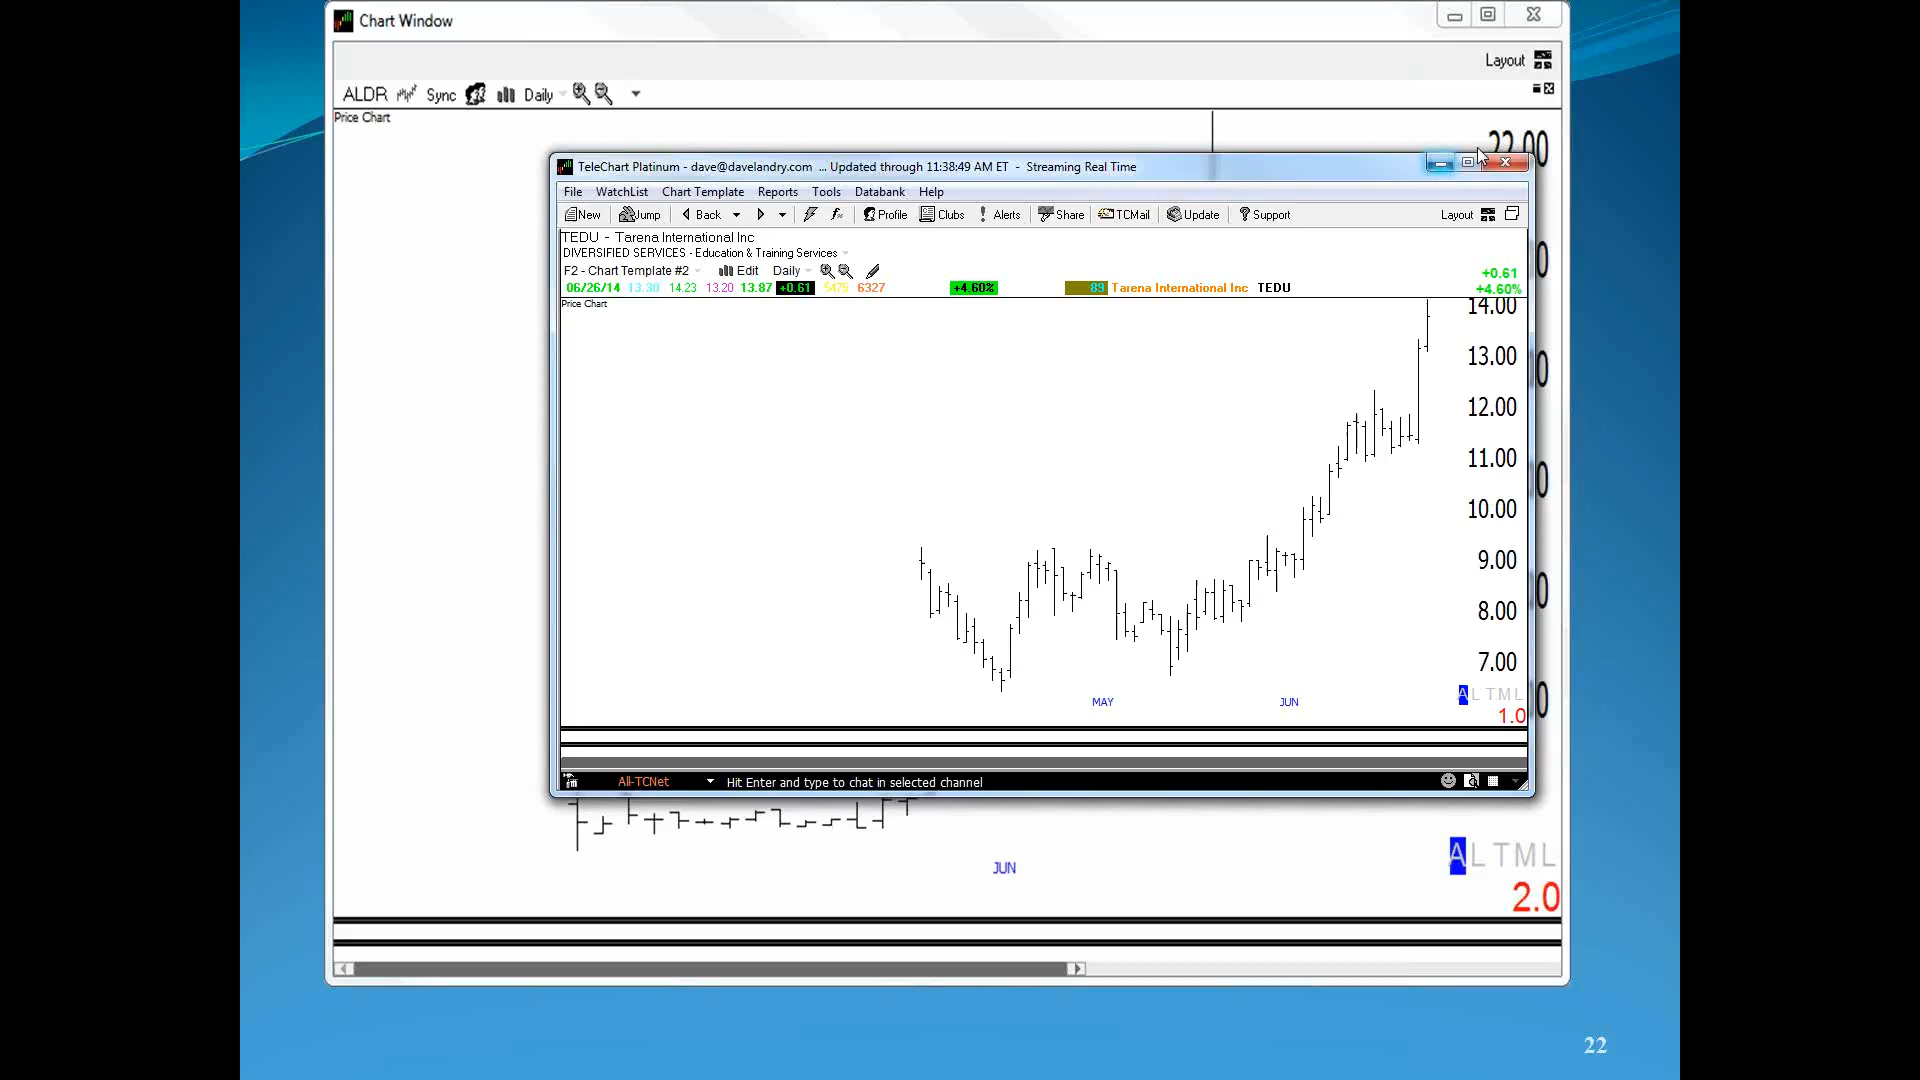 Chart Window
Layout
ALDR Sync Daily
Price Chart
22.00
TeleChart Platinum - dave@davelandry.com ... Updated through 11:38:49 AM ET - Streaming Real Time
File WatchList Chart Template Reports Tools Databank Help
New Jump Back Profile Clubs Alerts Share TCMail Update Support Layout
TEDU - Tarena International Inc
DIVERSIFIED SERVICES - Education & Training Services
F2 - Chart Template #2 Edit Daily
+0.61
06/26/14 13.30 14.23 13.20 13.87 +0.61 5475 6327 +4.60% 89 Tarena International Inc TEDU +4.60%
Price Chart
14.00
13.00
12.00
11.00
10.00
9.00
8.00
7.00
MAY JUN
A L T M L
1.0
All-TCNet Hit Enter and type to chat in selected channel
JUN
A L T M L
2.0
22